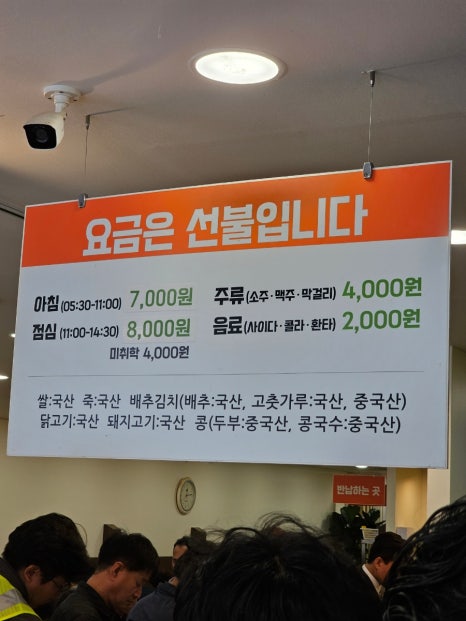 요금은 선불입니다
아침 (05:30-11:00) 7,000원
점심 (11:00-14:30) 8,000원
미취학 4,000원
주류 (소주·맥주·막걸리) 4,000원
음료 (사이다·콜라·환타) 2,000원
쌀:국산 죽:국산 배추김치(배추:국산, 고춧가루:국산, 중국산)
닭고기:국산 돼지고기:국산 콩(두부:중국산, 콩국수:중국산)
반납하는 곳